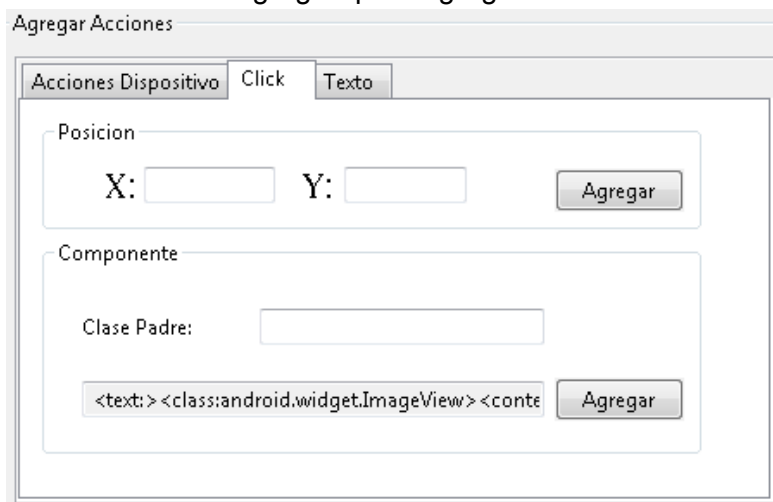 Agregar Acciones
Acciones Dispositivo Click Texto
Posicion
X: Y: Agregar
Componente
Clase Padre:
<text:><class:android.widget.ImageView><conte Agregar